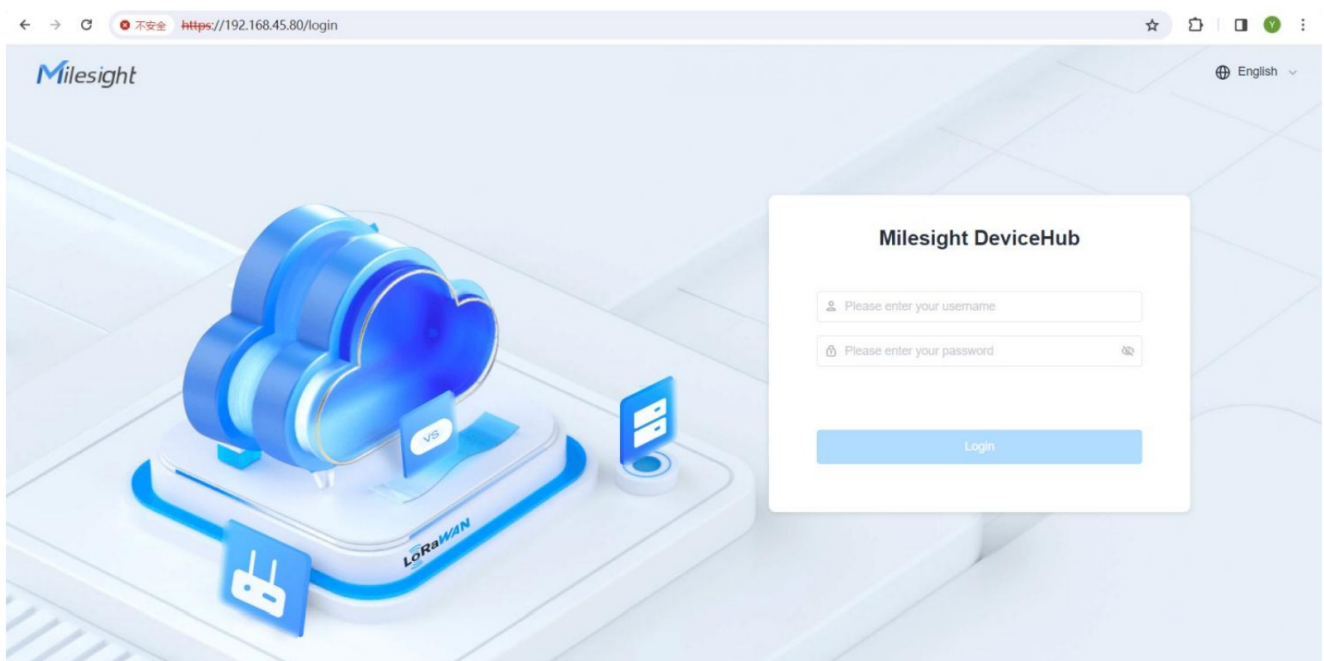 不安全 https://192.168.45.80/login
Y
Milesight
English
Milesight DeviceHub
Please enter your username
Please enter your password
Login
VS
LoRaWAN